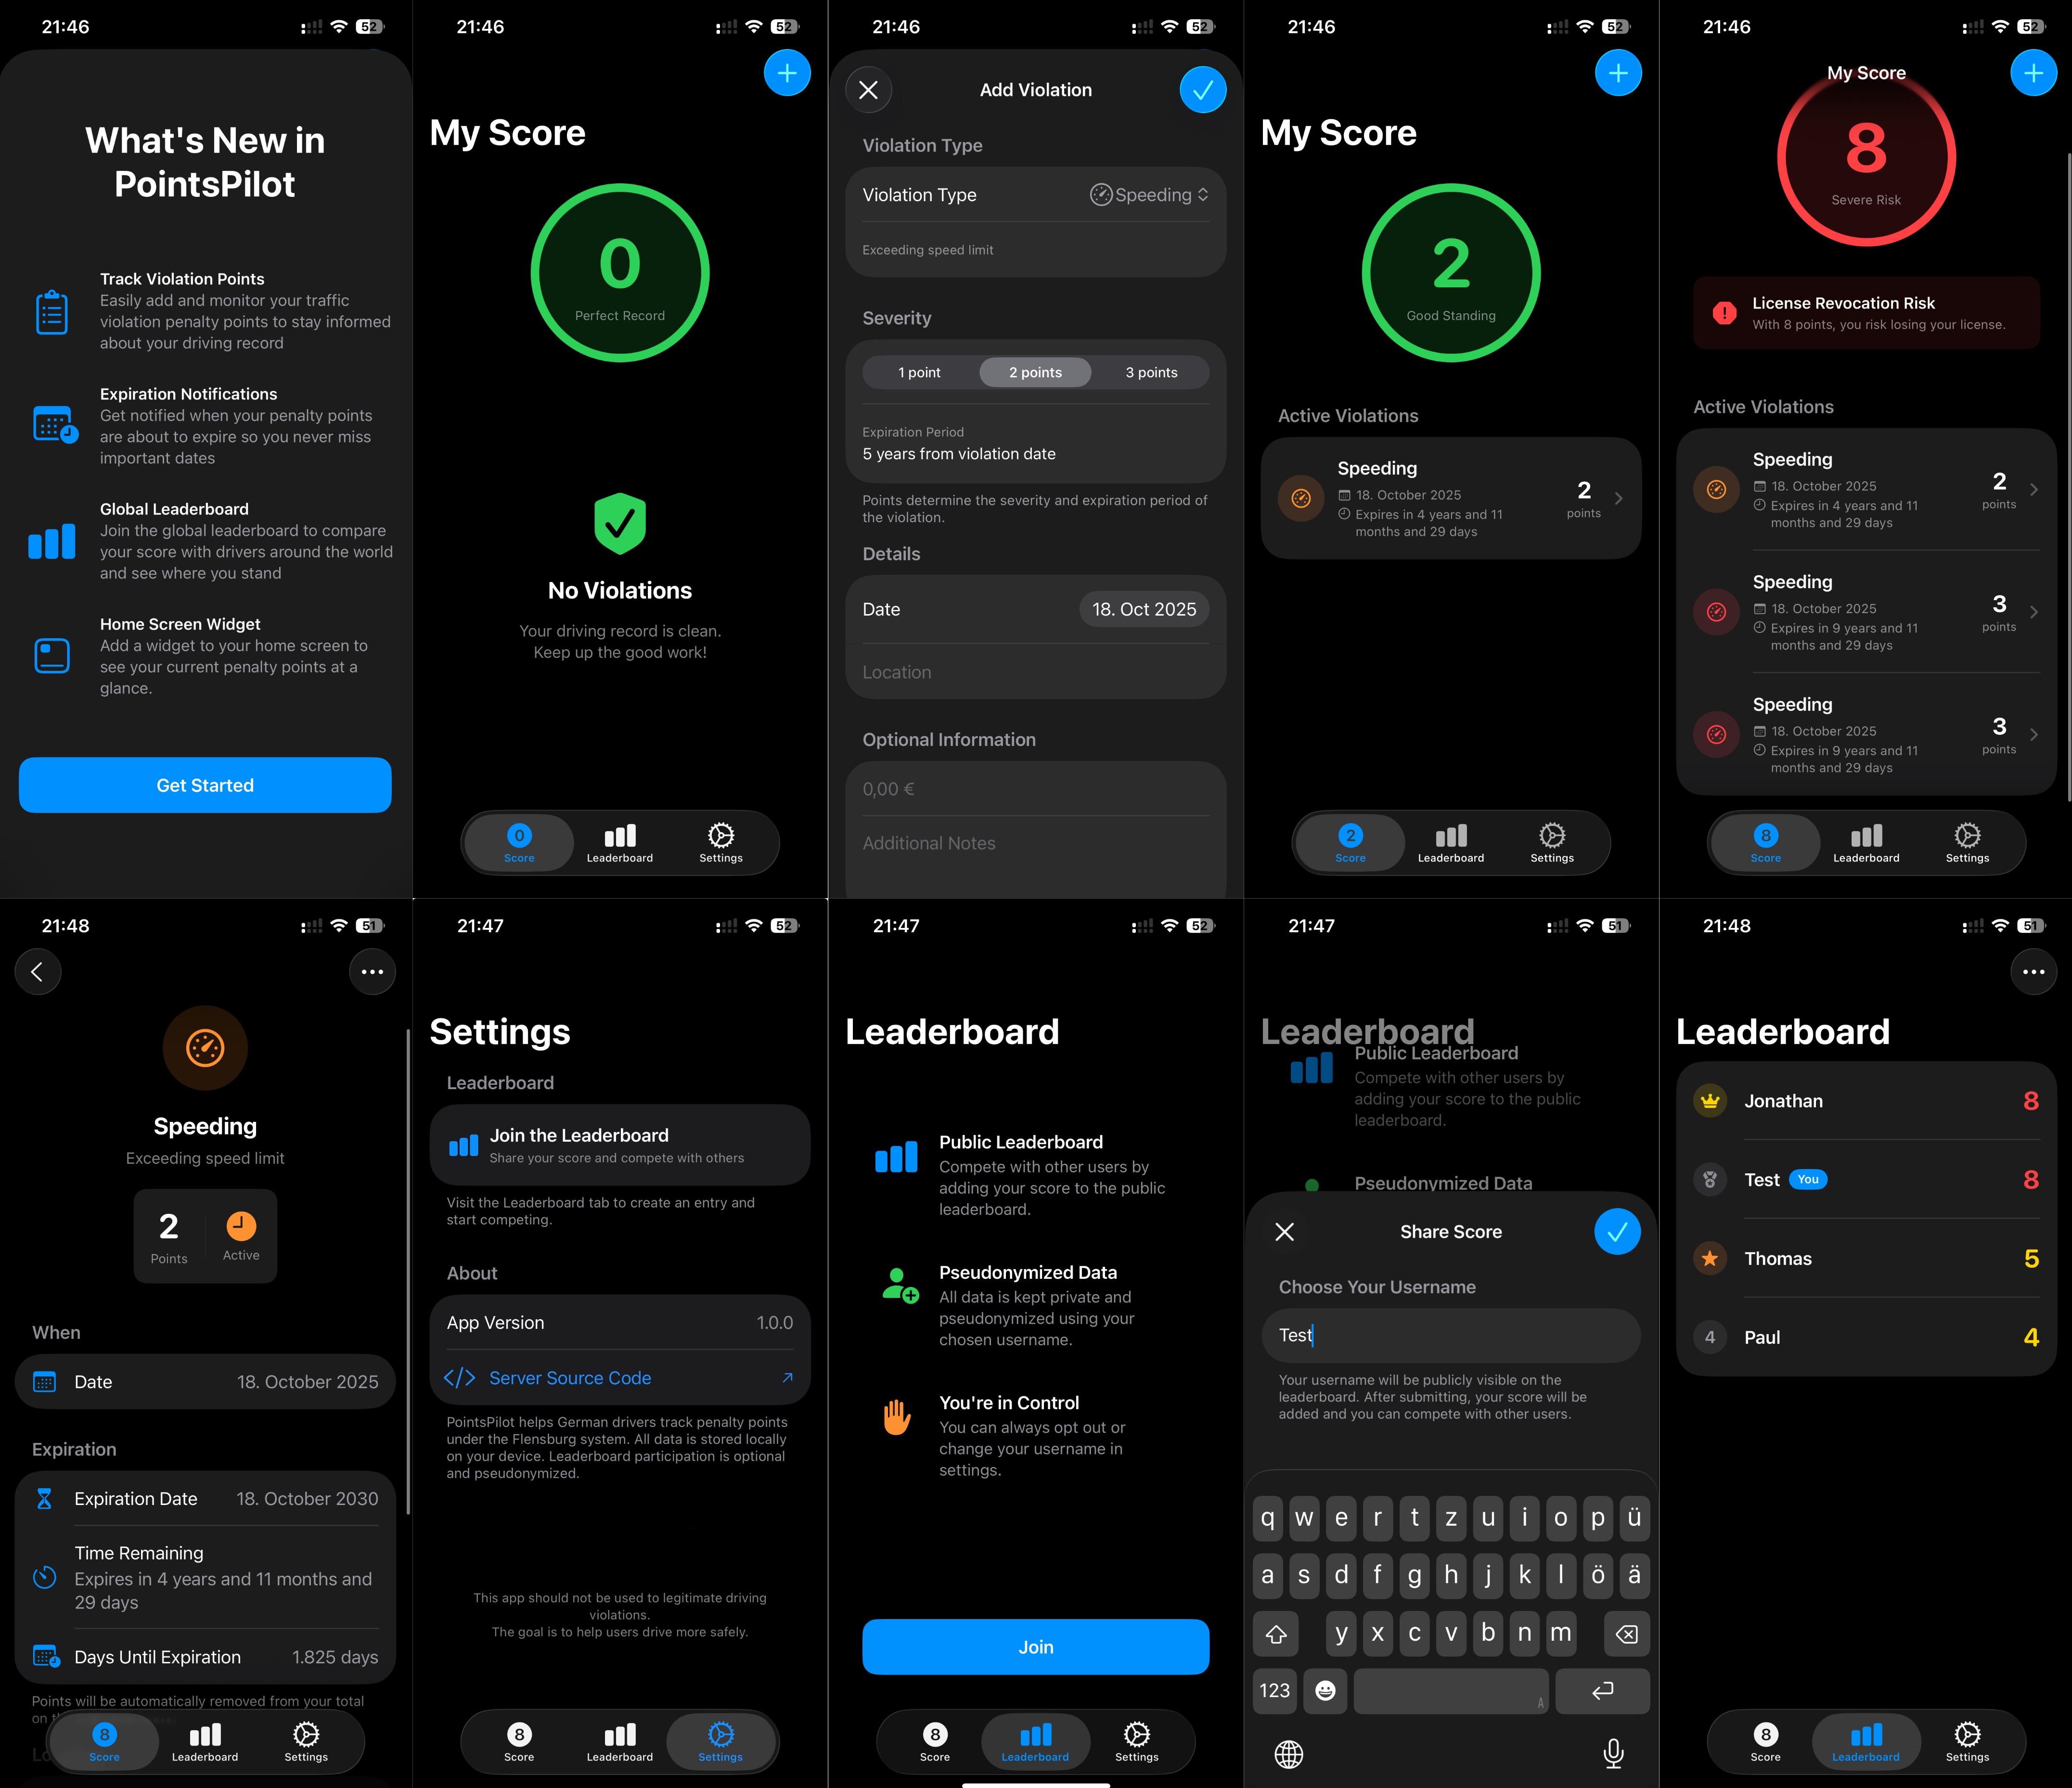 21:46
52
What's New in
PointsPilot
Track Violation Points
Easily add and monitor your traffic
violation penalty points to stay informed
about your driving record
Expiration Notifications
Get notified when your penalty points
are about to expire so you never miss
important dates
Global Leaderboard
Join the global leaderboard to compare
your score with drivers around the world
and see where you stand
Home Screen Widget
Add a widget to your home screen to
see your current penalty points at a
glance.
Get Started
21:46
52
My Score
0
Perfect Record
No Violations
Your driving record is clean.
Keep up the good work!
0
Score
Leaderboard
Settings
21:46
52
Add Violation
Violation Type
Violation Type
Speeding
Exceeding speed limit
Severity
1 point
2 points
3 points
Expiration Period
5 years from violation date
Points determine the severity and expiration period of
the violation.
Details
Date
18. Oct 2025
Location
Optional Information
0,00 €
Additional Notes
21:46
52
My Score
2
Good Standing
Active Violations
Speeding
18. October 2025
Expires in 4 years and 11
months and 29 days
2
points
2
Score
Leaderboard
Settings
21:46
52
My Score
8
Severe Risk
License Revocation Risk
With 8 points, you risk losing your license.
Active Violations
Speeding
18. October 2025
Expires in 4 years and 11
months and 29 days
2
points
Speeding
18. October 2025
Expires in 9 years and 11
months and 29 days
3
points
Speeding
18. October 2025
Expires in 9 years and 11
months and 29 days
3
points
8
Score
Leaderboard
Settings
21:48
51
Speeding
Exceeding speed limit
2
Points
Active
When
Date
18. October 2025
Expiration
Expiration Date
18. October 2030
Time Remaining
Expires in 4 years and 11 months and
29 days
Days Until Expiration
1.825 days
Points will be automatically removed from your total
8
Score
Leaderboard
Settings
21:47
52
Settings
Leaderboard
Join the Leaderboard
Share your score and compete with others
Visit the Leaderboard tab to create an entry and
start competing.
About
App Version
1.0.0
</> Server Source Code
PointsPilot helps German drivers track penalty points
under the Flensburg system. All data is stored locally
on your device. Leaderboard participation is optional
and pseudonymized.
This app should not be used to legitimate driving
violations.
The goal is to help users drive more safely.
8
Score
Leaderboard
Settings
21:47
52
Leaderboard
Public Leaderboard
Compete with other users by
adding your score to the public
leaderboard.
Pseudonymized Data
All data is kept private and
pseudonymized using your
chosen username.
You're in Control
You can always opt out or
change your username in
settings.
Join
8
Score
Leaderboard
Settings
21:47
51
Leaderboard
Public Leaderboard
Compete with other users by
adding your score to the public
leaderboard.
Pseudonymized Data
Share Score
Choose Your Username
Test
Your username will be publicly visible on the
leaderboard. After submitting, your score will be
added and you can compete with other users.
q w e r t z u i o p ü
a s d f g h j k l ö ä
y x c v b n m
123
A
21:48
51
Leaderboard
Jonathan
8
Test
You
8
Thomas
5
4
Paul
4
8
Score
Leaderboard
Settings